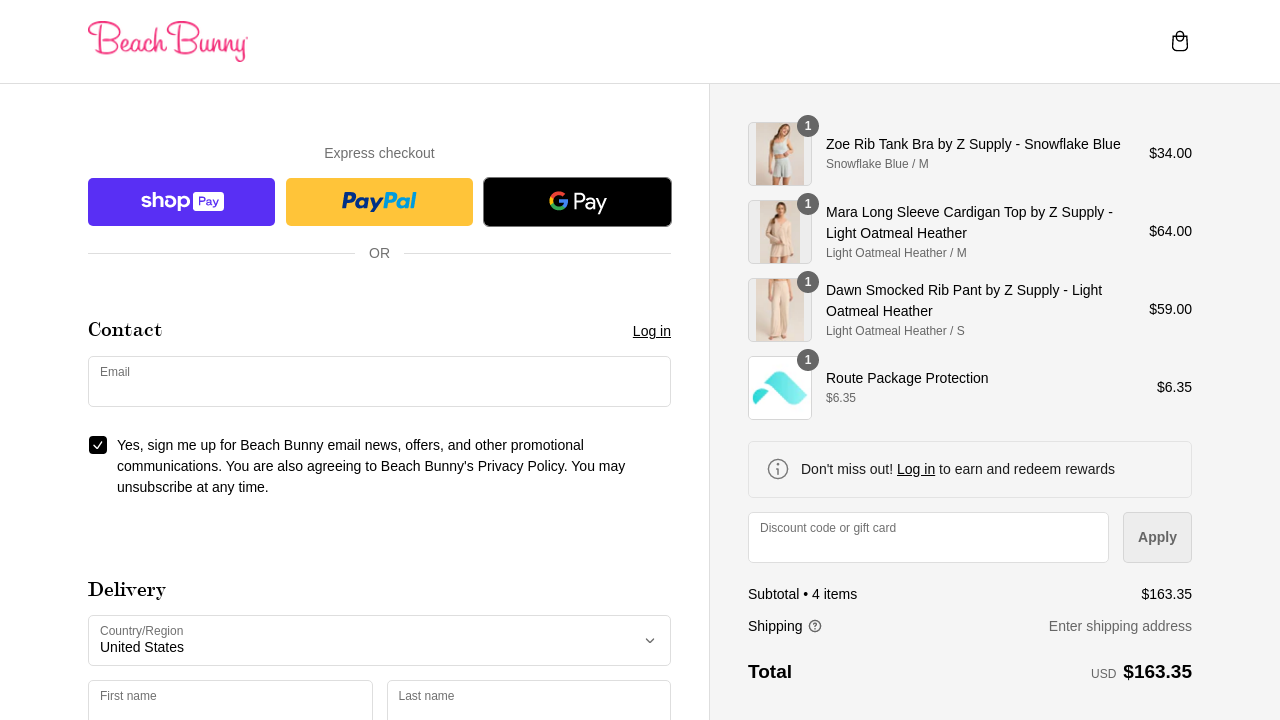 Beach Bunny
Express checkout
shop Pay
PayPal
G Pay
OR
Contact
Log in
Email
Yes, sign me up for Beach Bunny email news, offers, and other promotional
communications. You are also agreeing to Beach Bunny's Privacy Policy. You may
unsubscribe at any time.
Delivery
Country/Region
United States
First name
Last name
1
Zoe Rib Tank Bra by Z Supply - Snowflake Blue
Snowflake Blue / M
$34.00
1
Mara Long Sleeve Cardigan Top by Z Supply -
Light Oatmeal Heather
Light Oatmeal Heather / M
$64.00
1
Dawn Smocked Rib Pant by Z Supply - Light
Oatmeal Heather
Light Oatmeal Heather / S
$59.00
1
Route Package Protection
$6.35
$6.35
Don't miss out! Log in to earn and redeem rewards
Discount code or gift card
Apply
Subtotal • 4 items
$163.35
Shipping
Enter shipping address
Total
USD $163.35